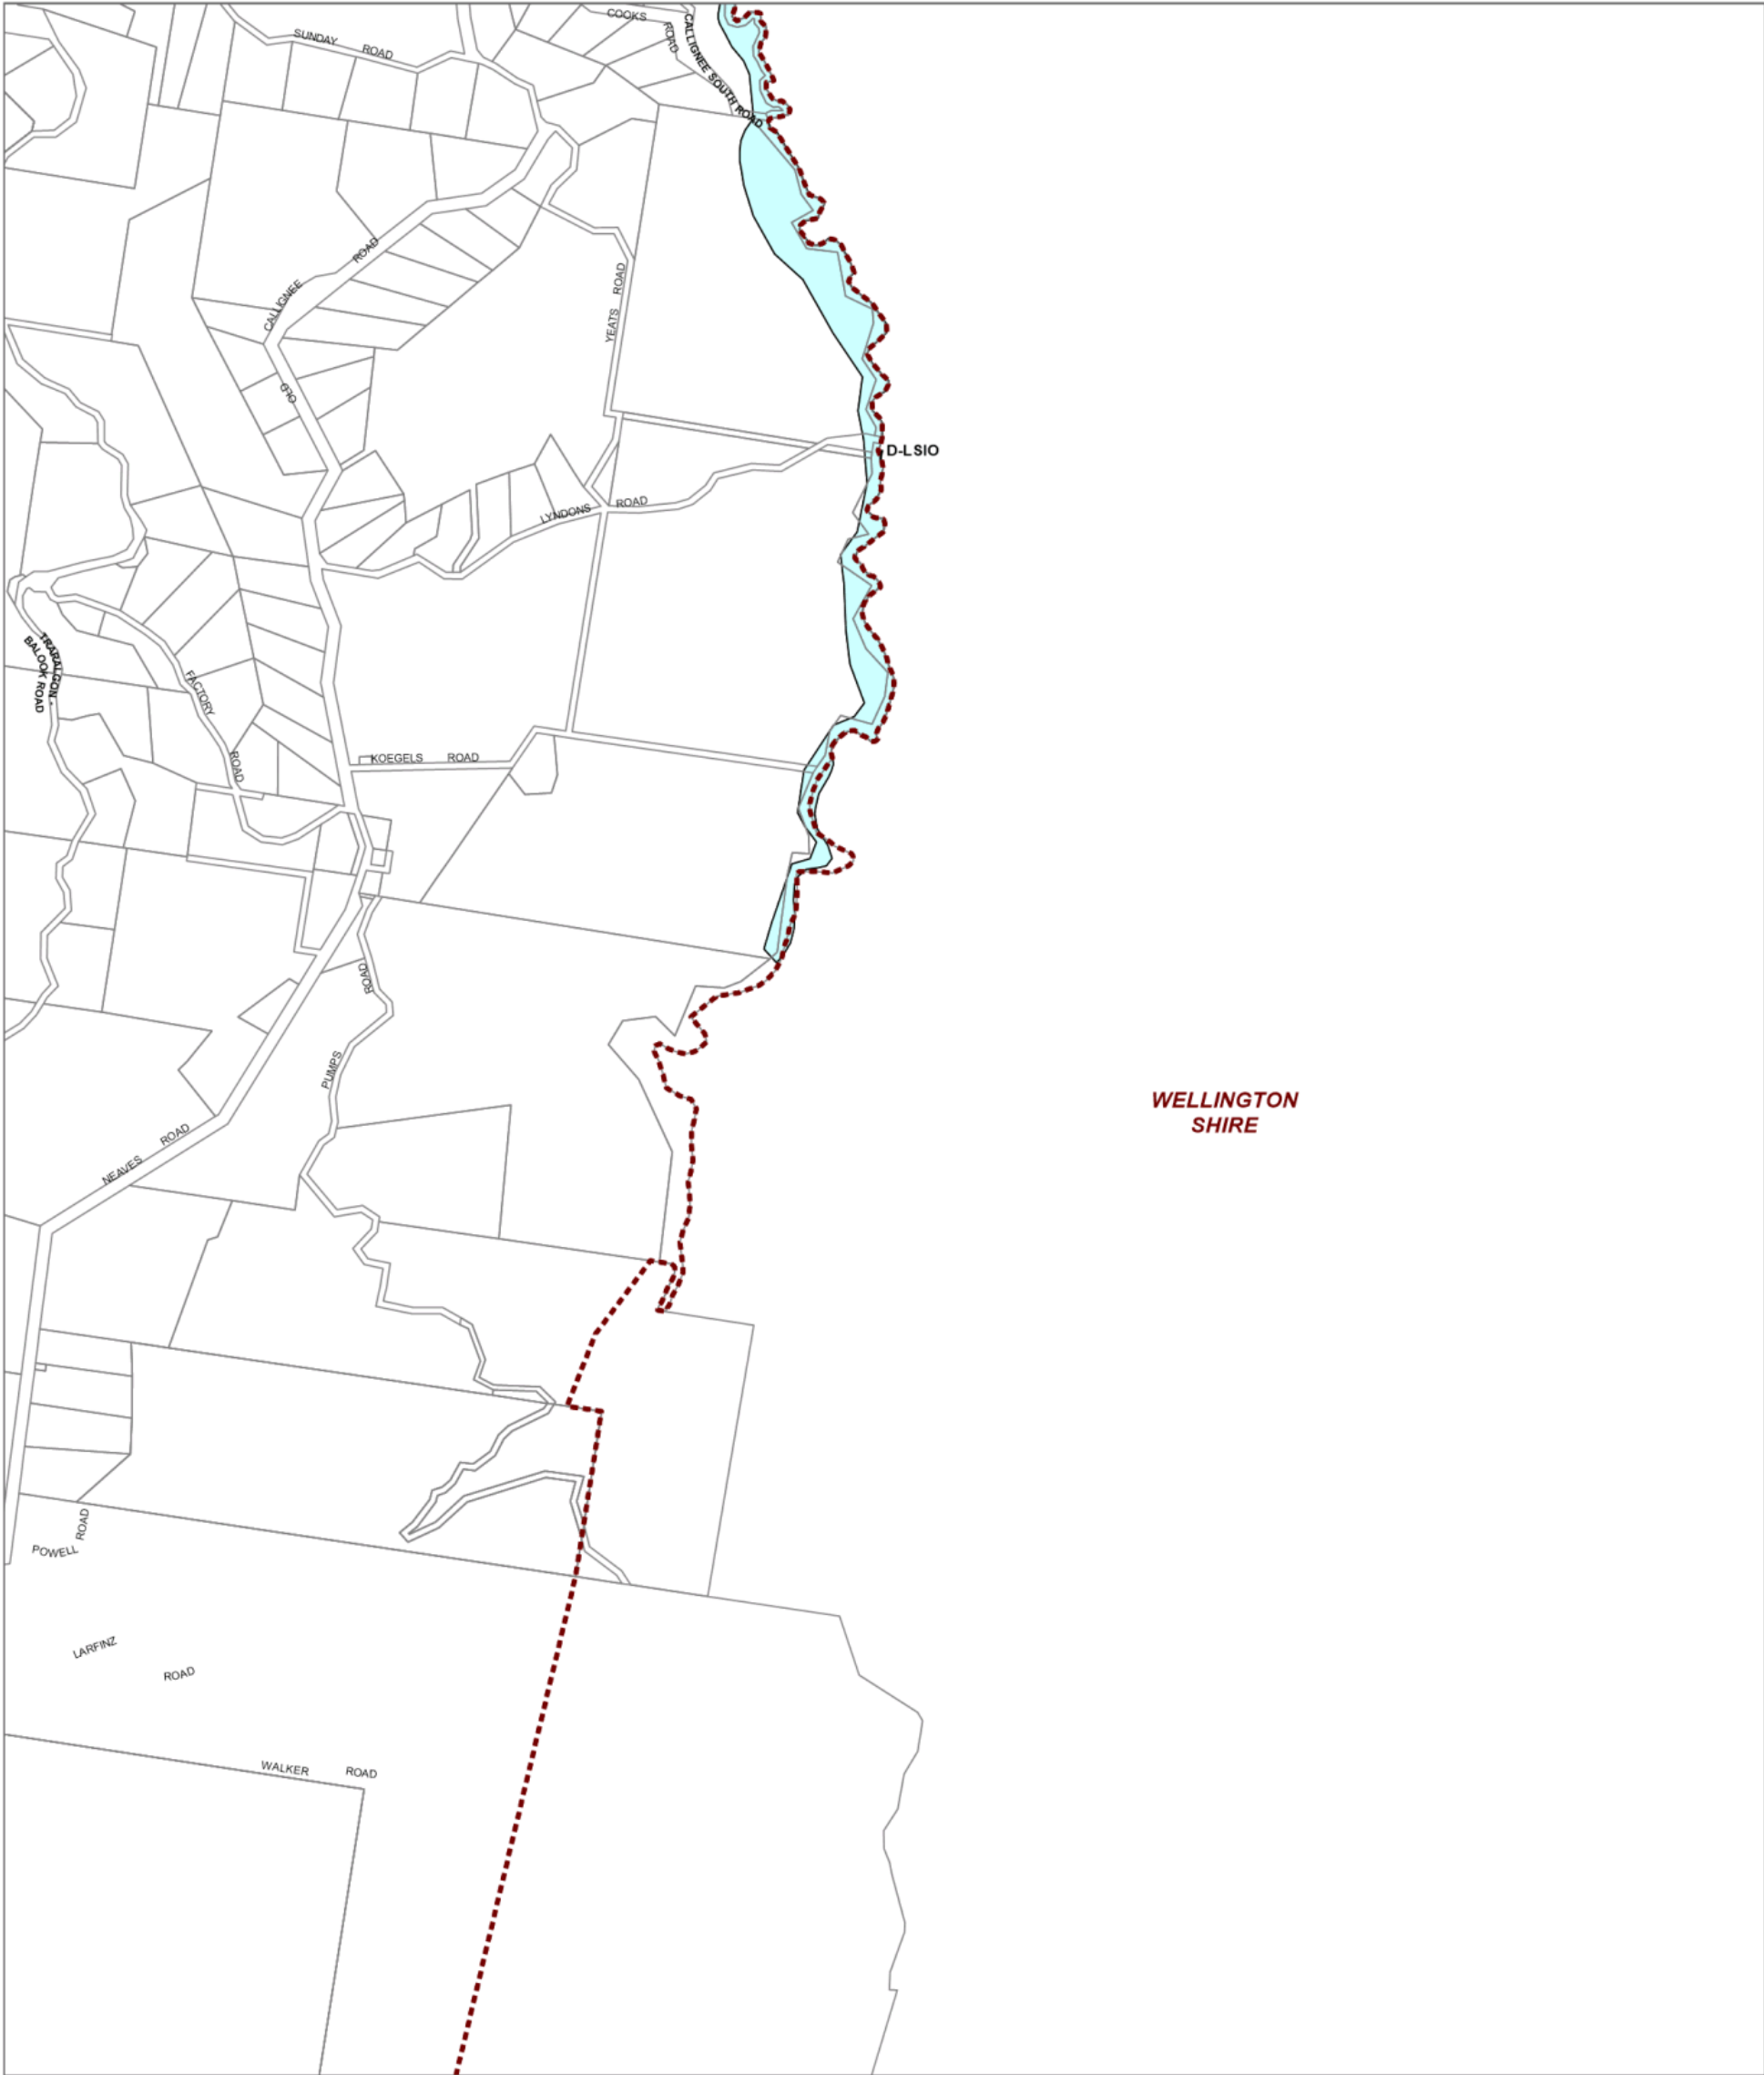 COOKS
ROAD
CALLIGNEE SOUTH ROAD
SUNDAY ROAD
CALLIGNEE ROAD
OLD
YEATS ROAD
D-LSIO
LYNDONS ROAD
TRARALGON -
BALOOK ROAD
FACTORY
ROAD
KOEGELS ROAD
ROAD
PUMPS
WELLINGTON
SHIRE
NEAVES ROAD
POWELL
ROAD
LARFINZ
ROAD
WALKER ROAD